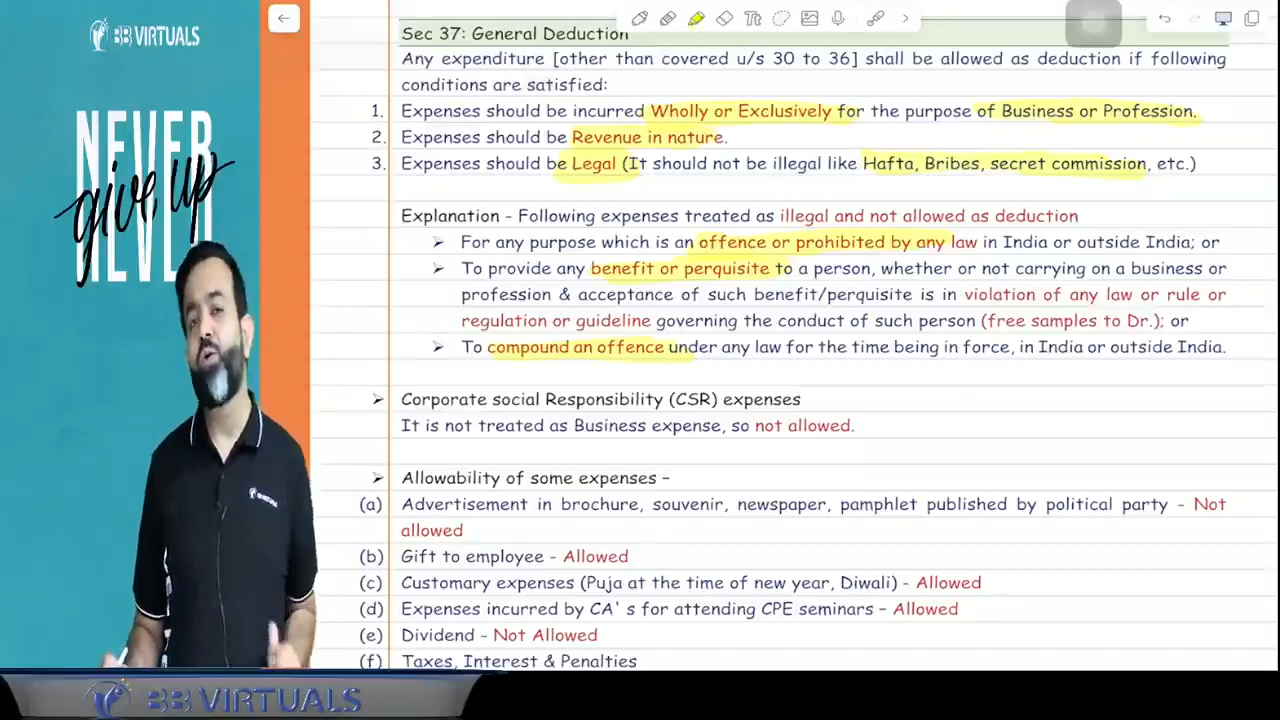 BB VIRTUALS
NEVER
give up
NEVER
Sec 37: General Deduction
Any expenditure [other than covered u/s 30 to 36] shall be allowed as deduction if following
conditions are satisfied:
1. Expenses should be incurred Wholly or Exclusively for the purpose of Business or Profession.
2. Expenses should be Revenue in nature.
3. Expenses should be Legal (It should not be illegal like Hafta, Bribes, secret commission, etc.)
Explanation - Following expenses treated as illegal and not allowed as deduction
➢ For any purpose which is an offence or prohibited by any law in India or outside India; or
➢ To provide any benefit or perquisite to a person, whether or not carrying on a business or
profession & acceptance of such benefit/perquisite is in violation of any law or rule or
regulation or guideline governing the conduct of such person (free samples to Dr.); or
➢ To compound an offence under any law for the time being in force, in India or outside India.
➢ Corporate social Responsibility (CSR) expenses
It is not treated as Business expense, so not allowed.
➢ Allowability of some expenses –
(a) Advertisement in brochure, souvenir, newspaper, pamphlet published by political party - Not
allowed
(b) Gift to employee - Allowed
(c) Customary expenses (Puja at the time of new year, Diwali) - Allowed
(d) Expenses incurred by CA' s for attending CPE seminars – Allowed
(e) Dividend - Not Allowed
(f) Taxes, Interest & Penalties
BB VIRTUALS
BB VIRTUALS